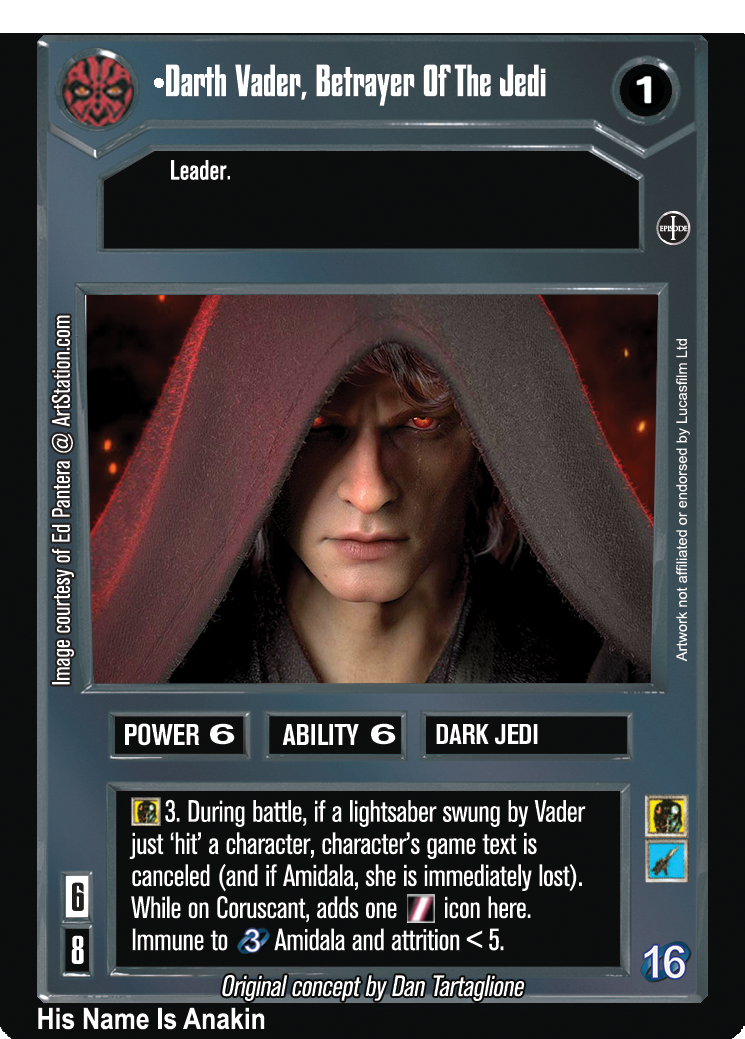 •Darth Vader, Betrayer Of The Jedi
1
Leader.
EPISODE I
Image courtesy of Ed Pantera @ ArtStation.com
Artwork not affiliated or endorsed by Lucasfilm Ltd
POWER 6
ABILITY 6
DARK JEDI
3. During battle, if a lightsaber swung by Vader
just ‘hit’ a character, character’s game text is
canceled (and if Amidala, she is immediately lost).
While on Coruscant, adds one icon here.
Immune to 3 Amidala and attrition < 5.
6
8
16
Original concept by Dan Tartaglione
His Name Is Anakin